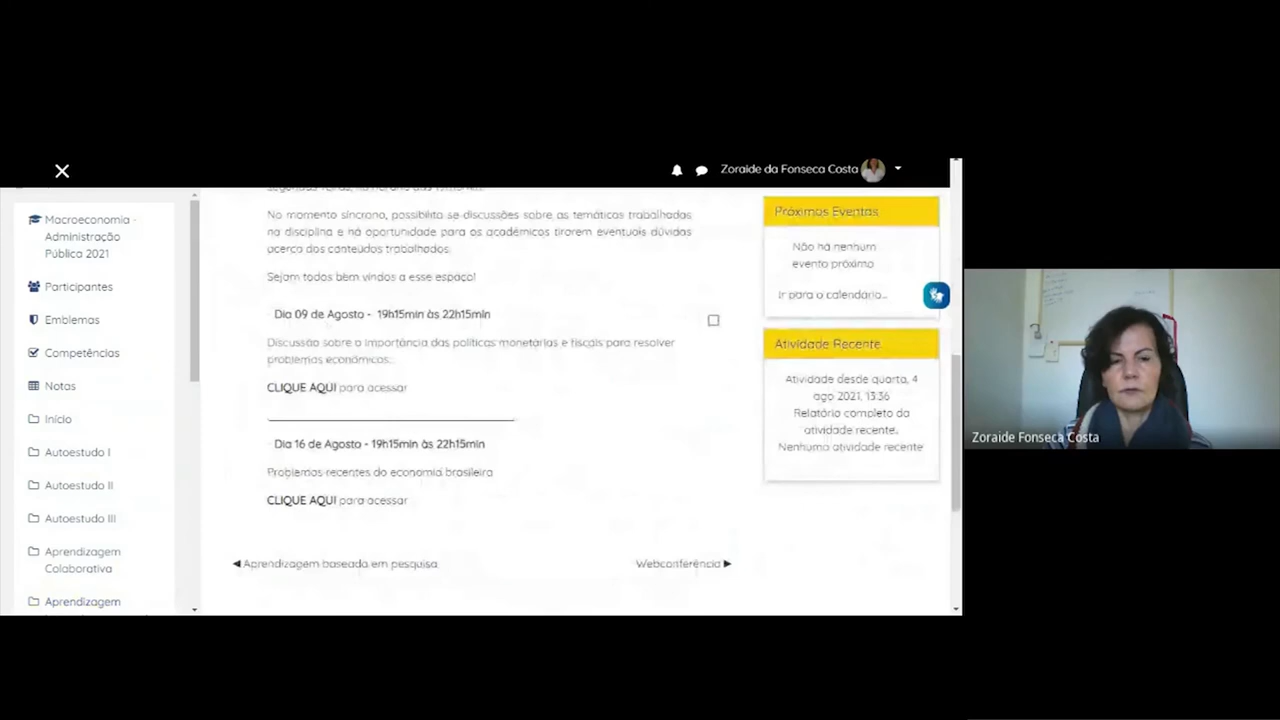 Zoraide da Fonseca Costa
Macroeconomia -
Administração
Pública 2021
Participantes
Emblemas
Competências
Notas
Início
Autoestudo I
Autoestudo II
Autoestudo III
Aprendizagem
Colaborativa
Aprendizagem
No momento síncrono, possibilita-se discussões sobre as temáticas trabalhadas
na disciplina e há oportunidade para os acadêmicos tirarem eventuais dúvidas
acerca dos conteúdos trabalhados.
Sejam todos bem vindos a esse espaço!
Dia 09 de Agosto - 19h15min às 22h15min
Discussão sobre a importância das políticas monetárias e fiscais para resolver
problemas econômicos.
CLIQUE AQUI para acessar
Dia 16 de Agosto - 19h15min às 22h15min
Problemas recentes da economia brasileira
CLIQUE AQUI para acessar
◀ Aprendizagem baseada em pesquisa
Webconferência ▶
Próximos Eventos
Não há nenhum
evento próximo
Ir para o calendário...
Atividade Recente
Atividade desde quarta, 4
ago 2021, 13:36
Relatório completo da
atividade recente.
Nenhuma atividade recente
Zoraide Fonseca Costa